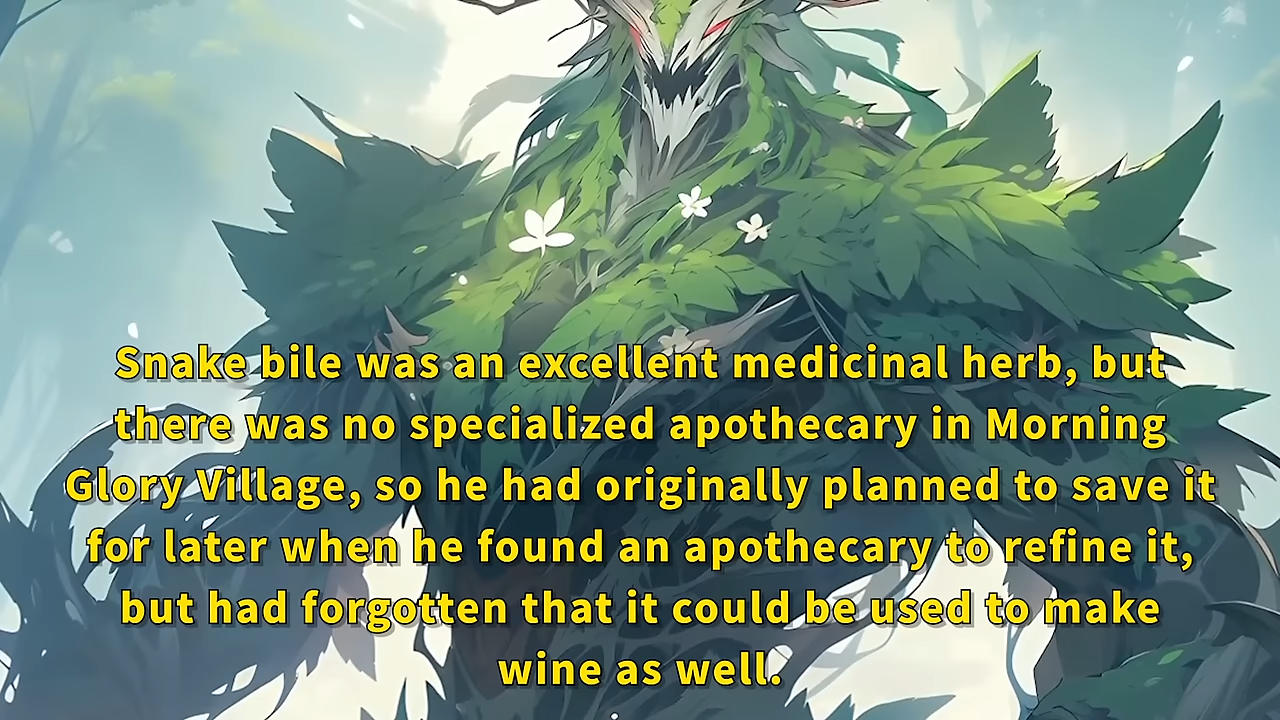 Snake bile was an excellent medicinal herb, but
there was no specialized apothecary in Morning
Glory Village, so he had originally planned to save it
for later when he found an apothecary to refine it,
but had forgotten that it could be used to make
wine as well.